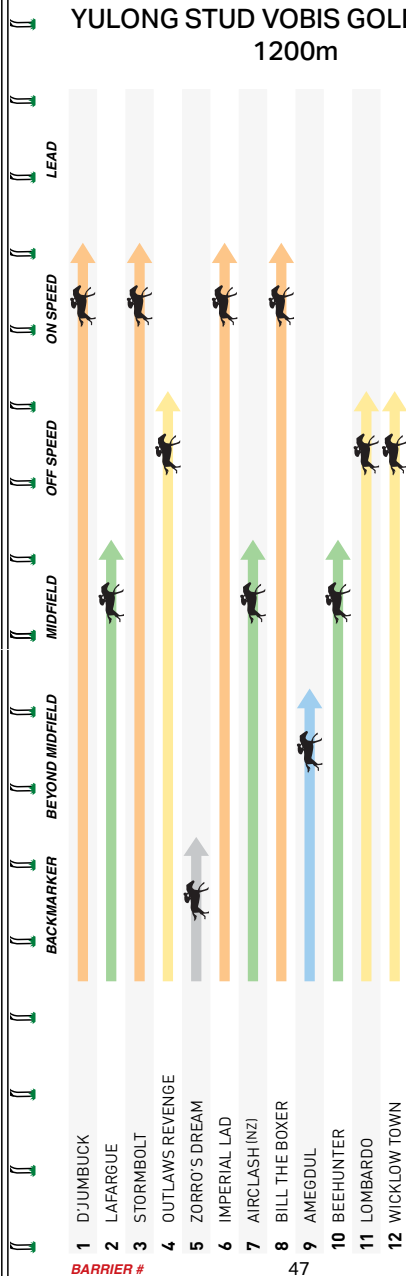 YULONG STUD VOBIS GOL
1200m
LEAD
ON SPEED
OFF SPEED
MIDFIELD
BEYOND MIDFIELD
BACKMARKER
1 D'JUMBUCK
2 LAFARGUE
3 STORMBOLT
4 OUTLAWS REVENGE
5 ZORRO'S DREAM
6 IMPERIAL LAD
7 AIRCLASH (NZ)
8 BILL THE BOXER
9 AMEGDUL
10 BEEHUNTER
11 LOMBARDO
12 WICKLOW TOWN
BARRIER #
47